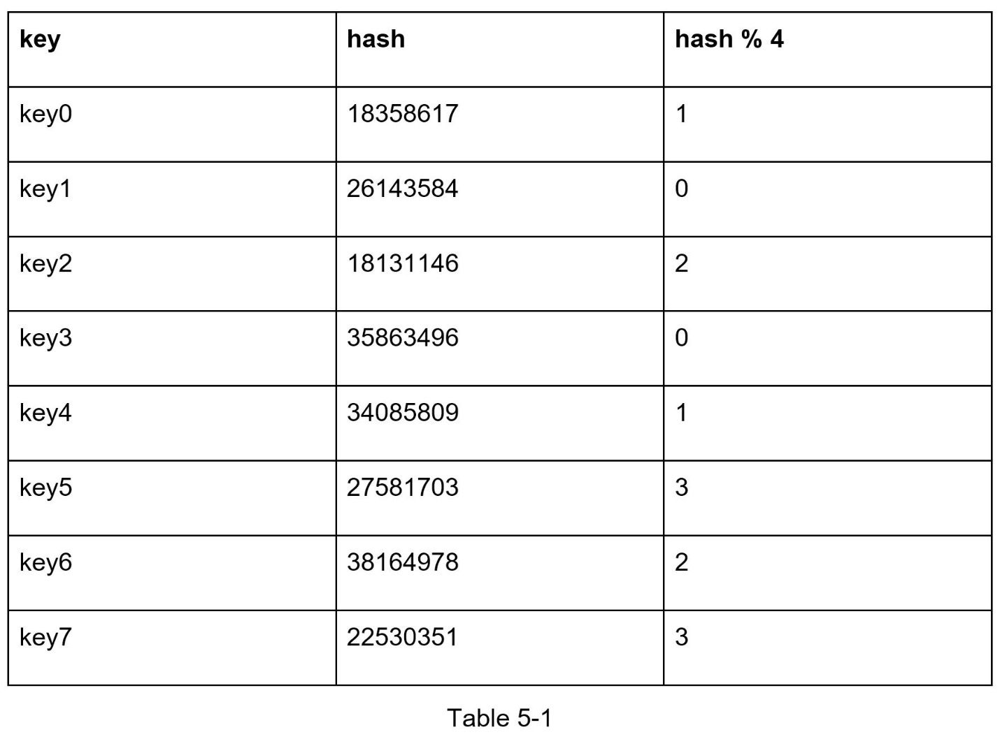 key hash hash % 4
key0 18358617 1
key1 26143584 0
key2 18131146 2
key3 35863496 0
key4 34085809 1
key5 27581703 3
key6 38164978 2
key7 22530351 3
Table 5-1